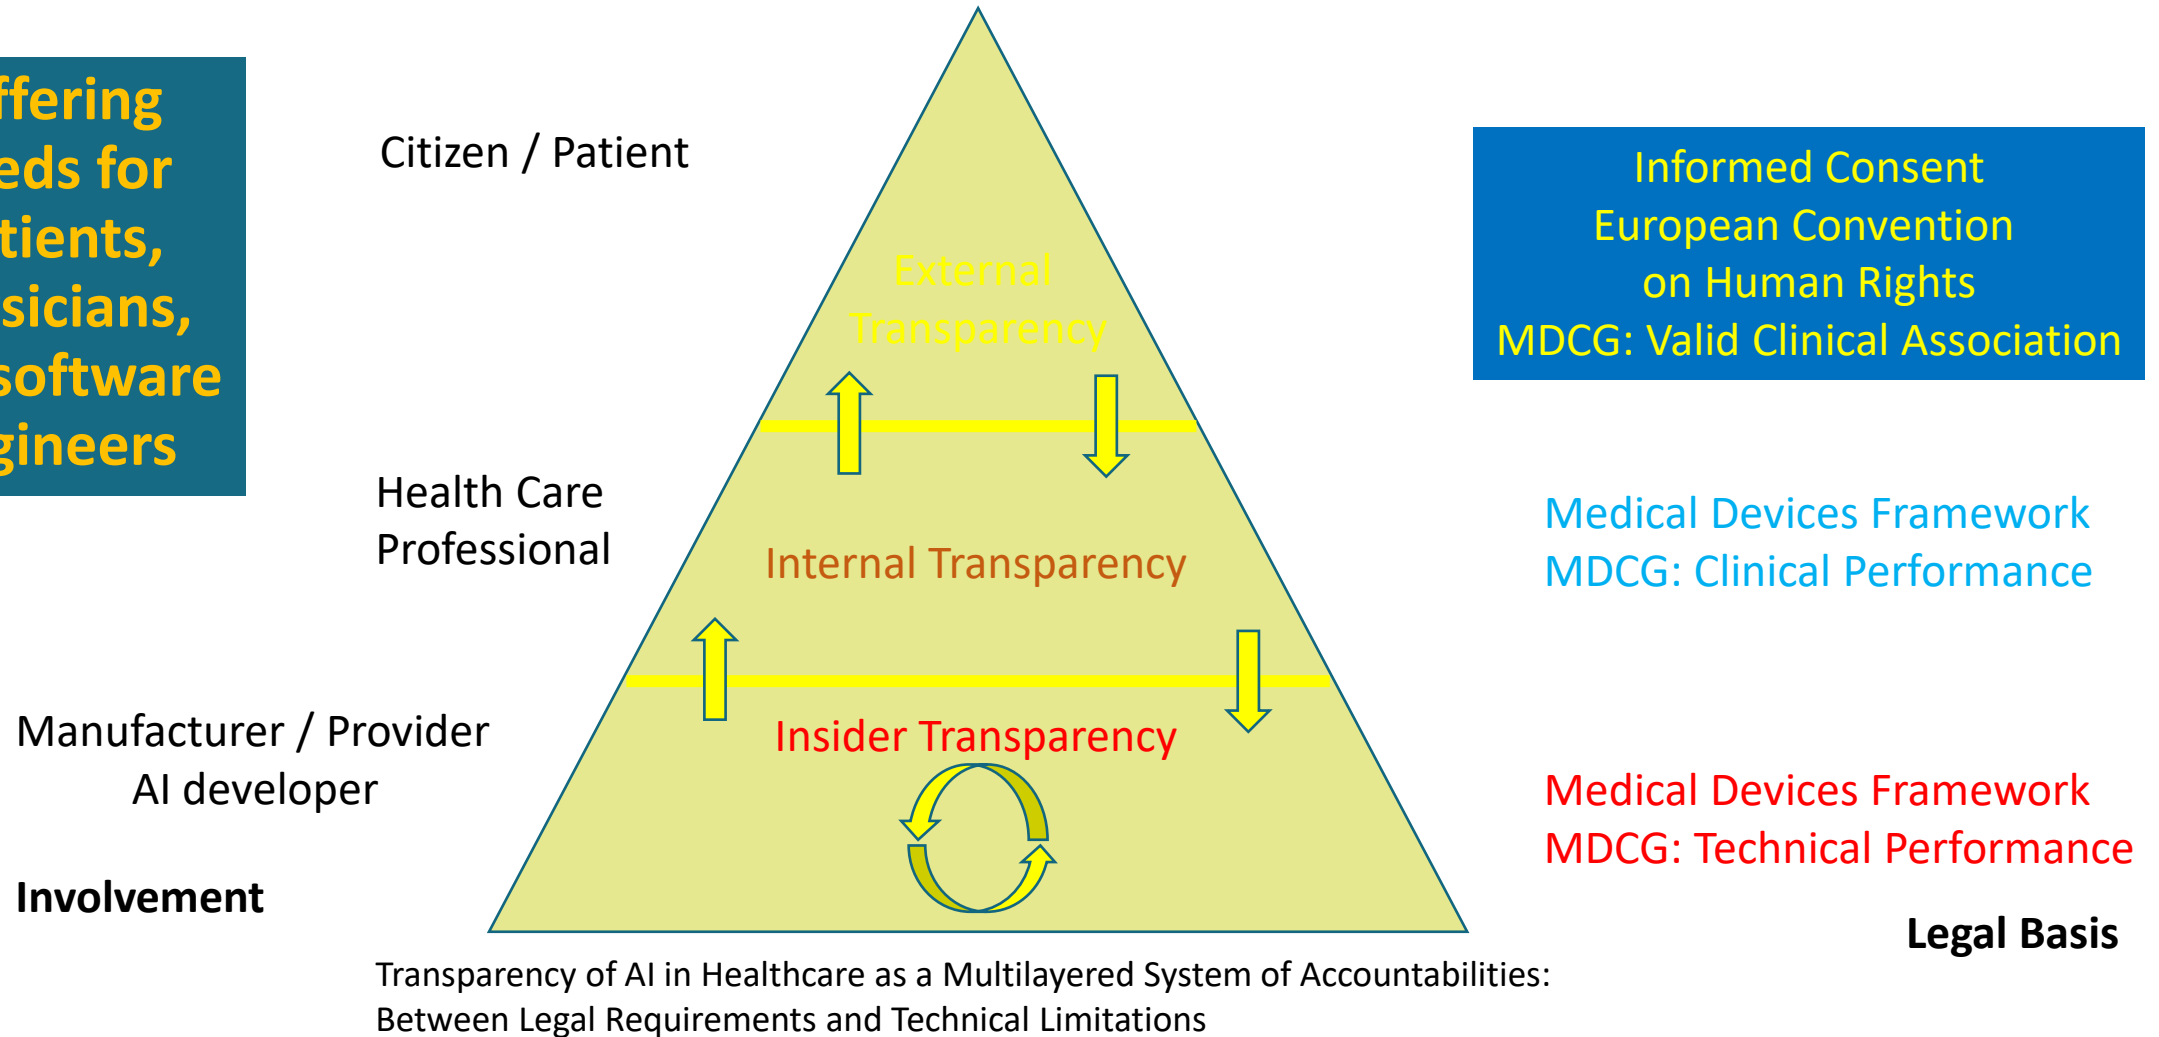 ffering
eds for
tients,
sicians,
software
gineers
Citizen / Patient
External
Transparency
Informed Consent
European Convention
on Human Rights
MDCG: Valid Clinical Association
Health Care
Professional
Internal Transparency
Medical Devices Framework
MDCG: Clinical Performance
Manufacturer / Provider
AI developer
Insider Transparency
Medical Devices Framework
MDCG: Technical Performance
Involvement
Legal Basis
Transparency of AI in Healthcare as a Multilayered System of Accountabilities:
Between Legal Requirements and Technical Limitations